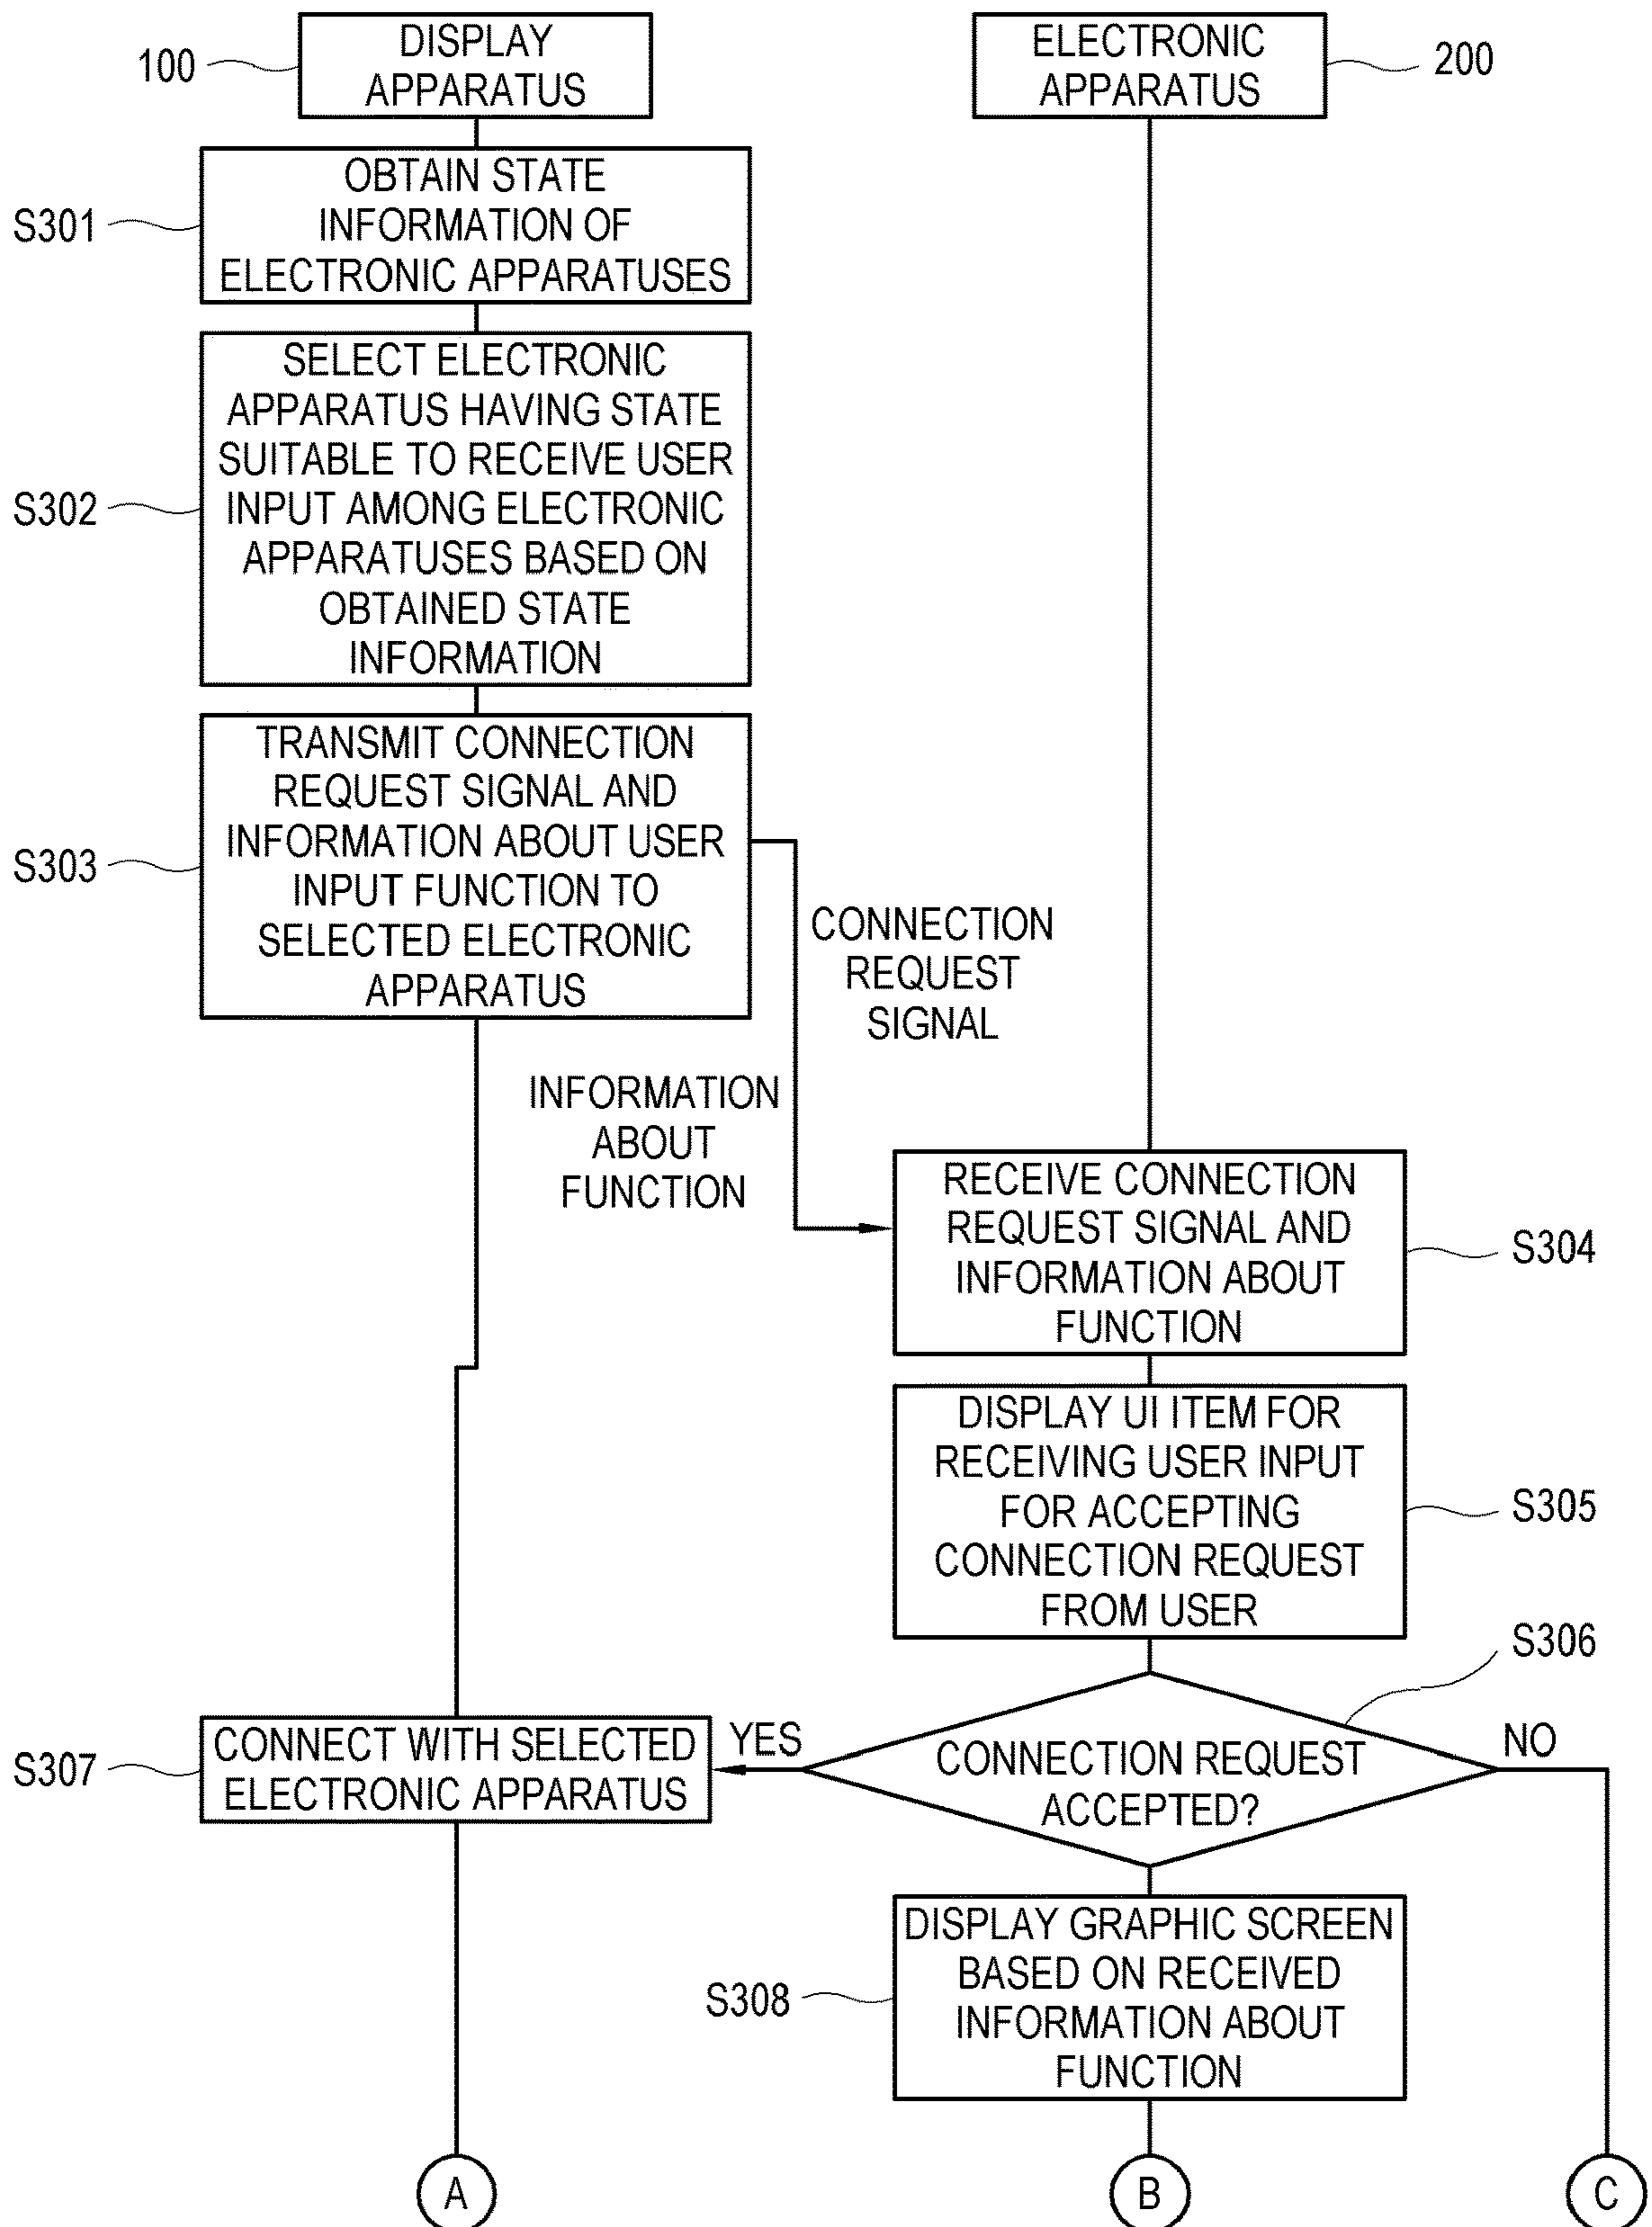 100
DISPLAY
APPARATUS
ELECTRONIC
APPARATUS
200
S301
OBTAIN STATE
INFORMATION OF
ELECTRONIC APPARATUSES
S302
SELECT ELECTRONIC
APPARATUS HAVING STATE
SUITABLE TO RECEIVE USER
INPUT AMONG ELECTRONIC
APPARATUSES BASED ON
OBTAINED STATE
INFORMATION
S303
TRANSMIT CONNECTION
REQUEST SIGNAL AND
INFORMATION ABOUT USER
INPUT FUNCTION TO
SELECTED ELECTRONIC
APPARATUS
CONNECTION
REQUEST
SIGNAL
INFORMATION
ABOUT
FUNCTION
RECEIVE CONNECTION
REQUEST SIGNAL AND
INFORMATION ABOUT
FUNCTION
S304
DISPLAY UI ITEM FOR
RECEIVING USER INPUT
FOR ACCEPTING
CONNECTION REQUEST
FROM USER
S305
S306
S307
CONNECT WITH SELECTED
ELECTRONIC APPARATUS
YES
CONNECTION REQUEST
ACCEPTED?
NO
S308
DISPLAY GRAPHIC SCREEN
BASED ON RECEIVED
INFORMATION ABOUT
FUNCTION
A
B
C